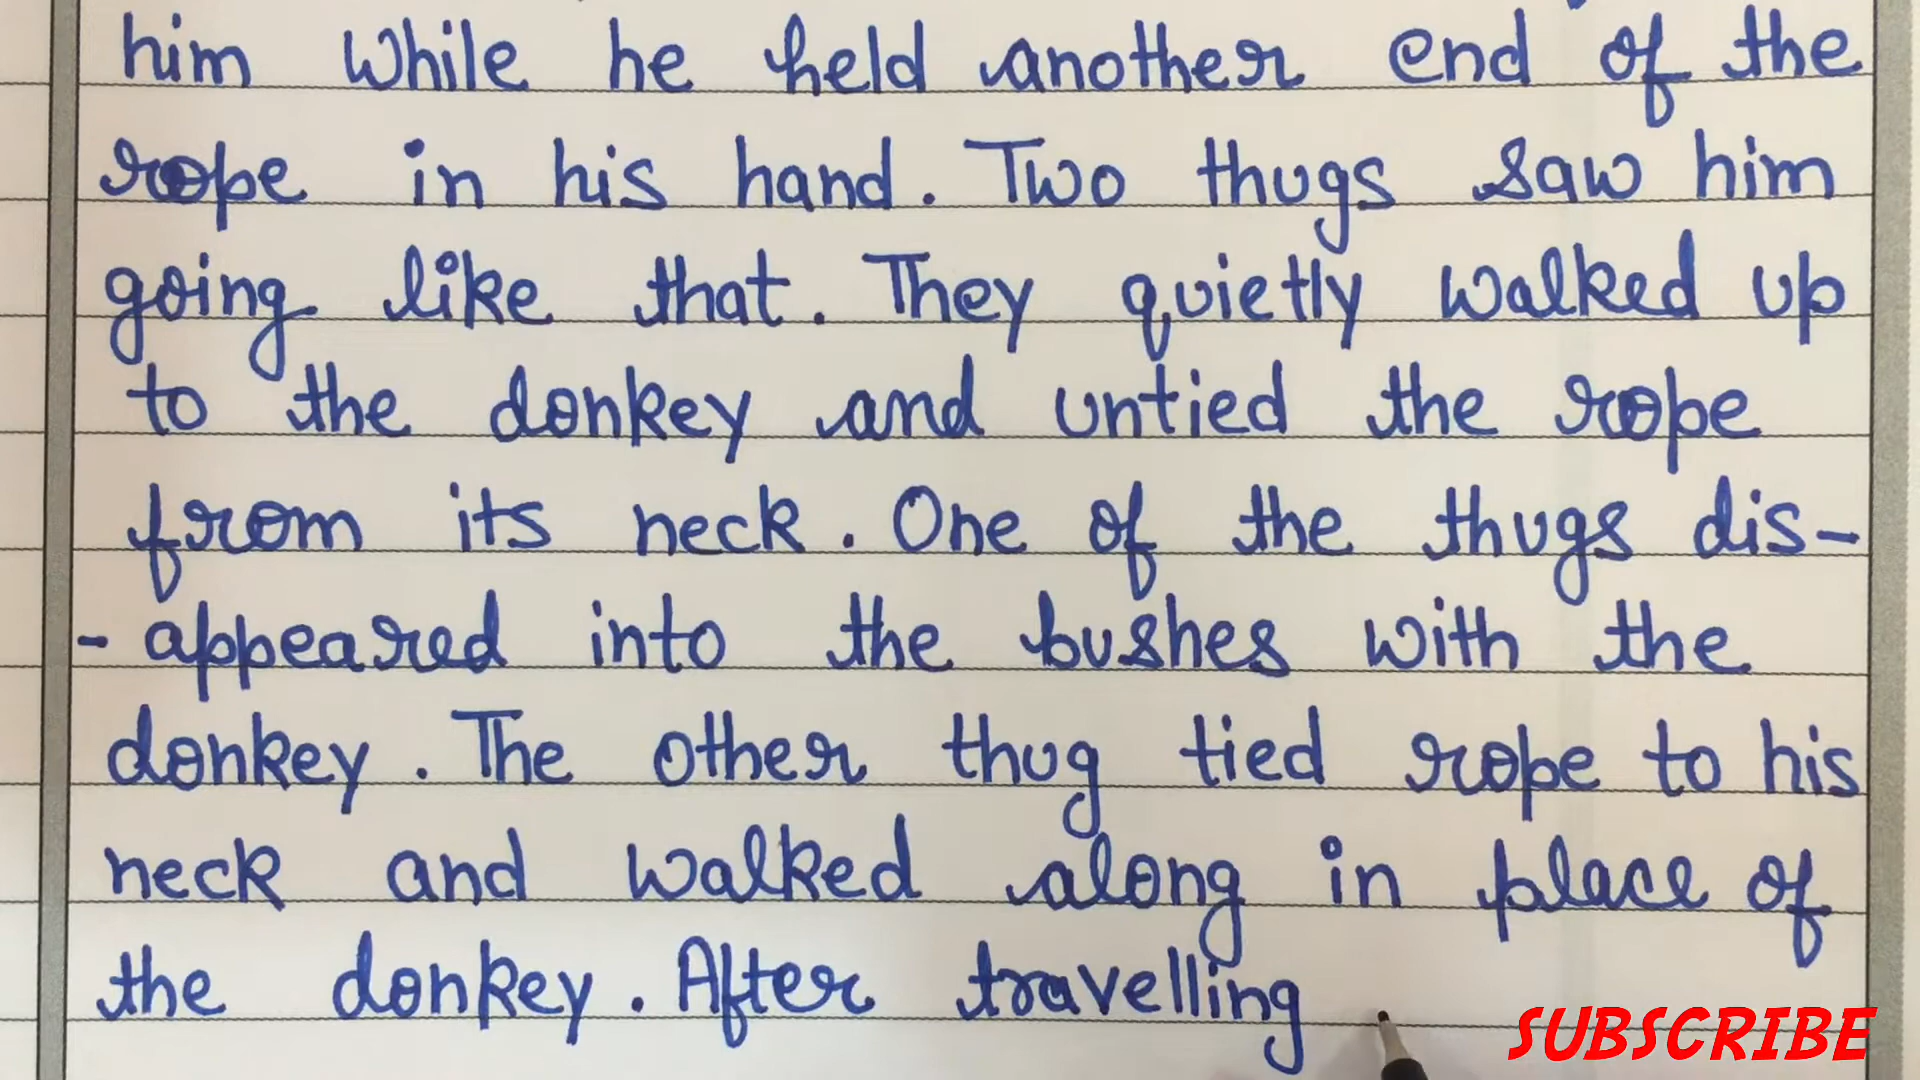 him while he held another end of the
rope in his hand. Two thugs saw him
going like that. They quietly walked up
to the donkey and untied the rope
from its neck. One of the thugs dis-
- appeared into the bushes with the
donkey. The other thug tied rope to his
neck and walked along in place of
the donkey. After travelling
SUBSCRIBE